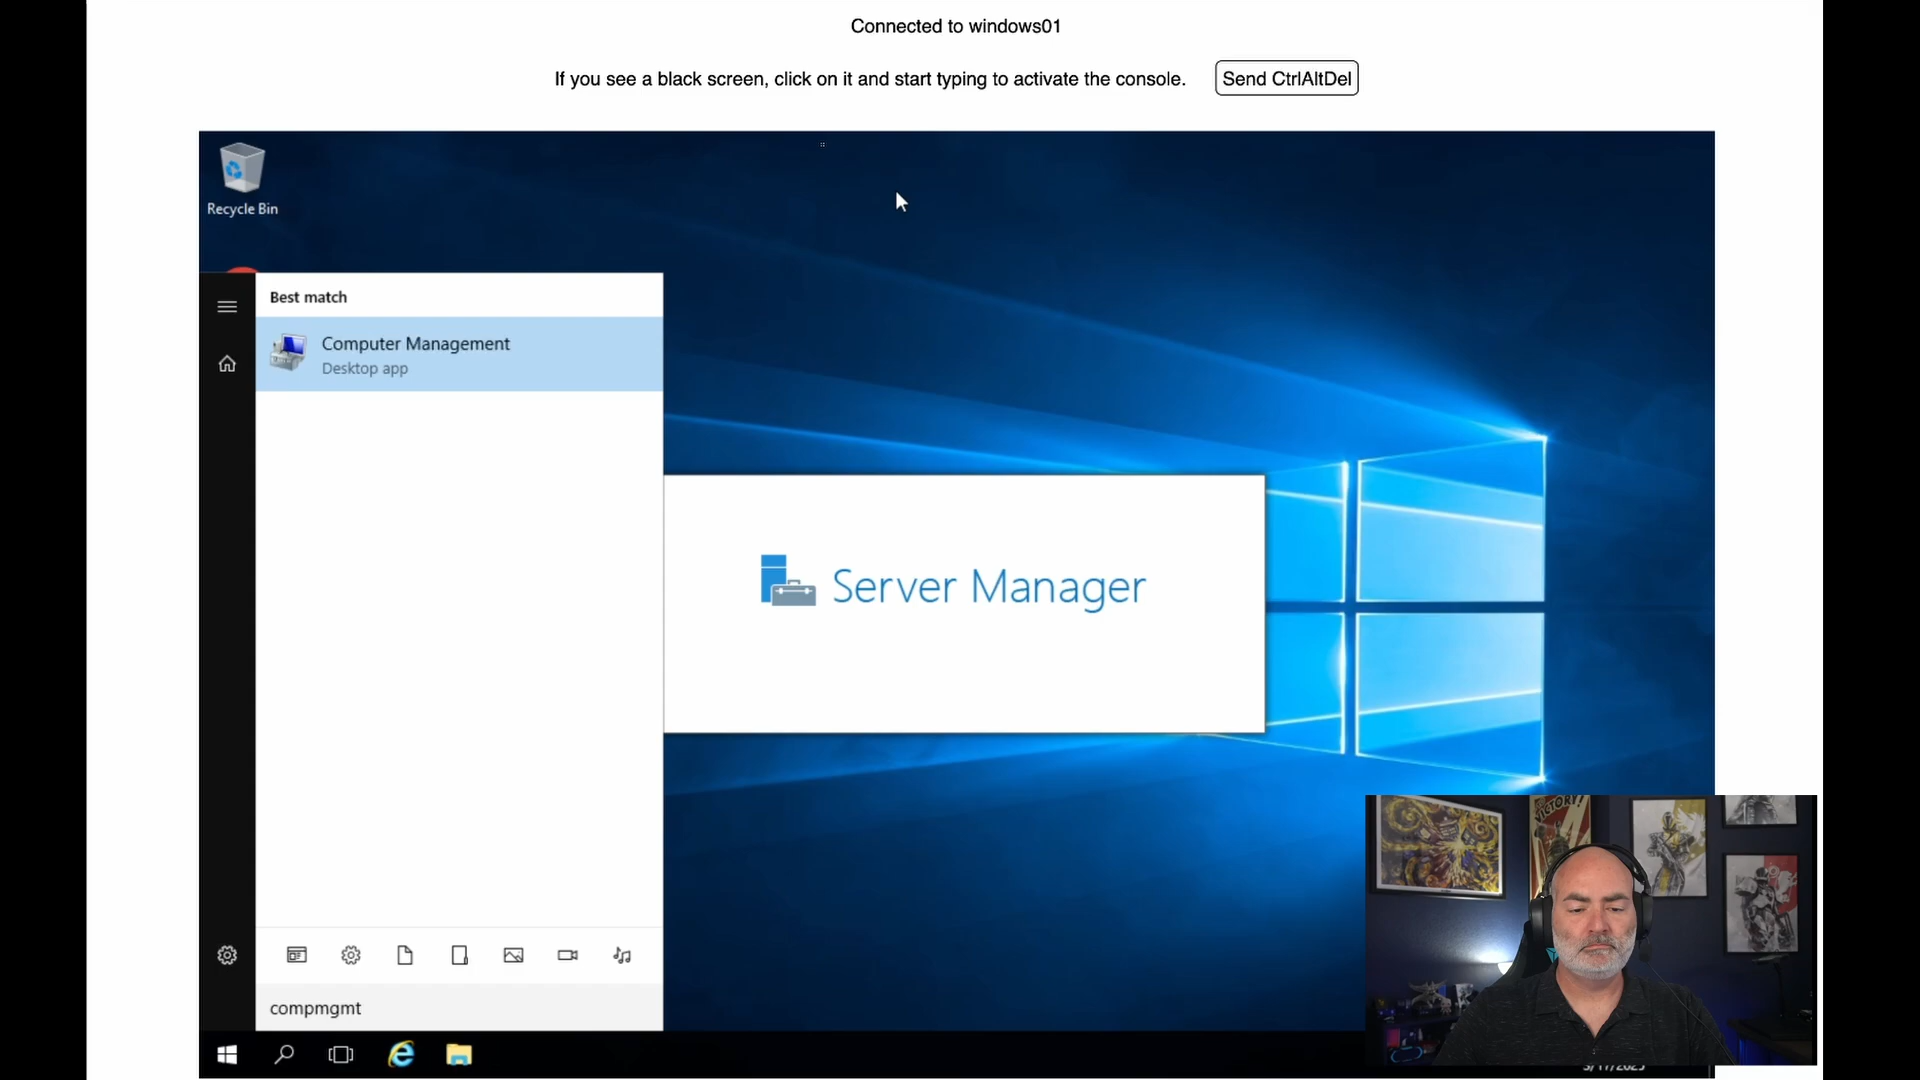 Connected to windows01
If you see a black screen, click on it and start typing to activate the console.
Send CtrlAltDel
Recycle Bin
Best match
Computer Management
Desktop app
Server Manager
VICTORY!
compmgmt